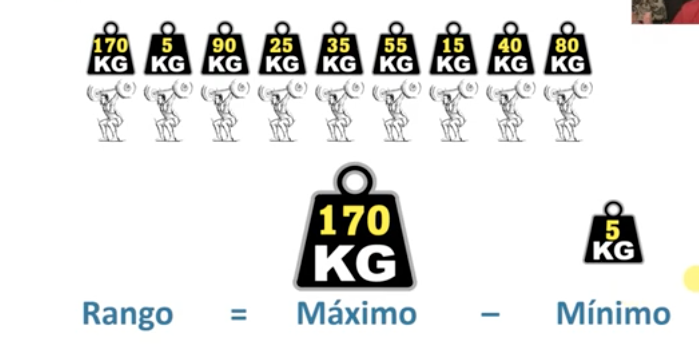 170 5 90 25 35 55 15 40 80
KG KG KG KG KG KG KG KG KG
170
KG
5
KG
Rango = Máximo – Mínimo